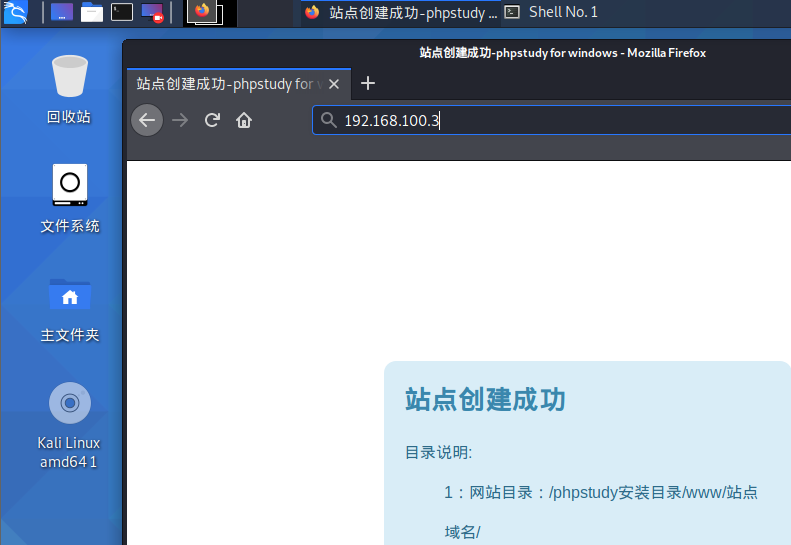 站点创建成功-phpstudy ...
Shell No. 1
站点创建成功-phpstudy for windows - Mozilla Firefox
站点创建成功-phpstudy for
192.168.100.3
回收站
文件系统
主文件夹
Kali Linux
amd64 1
站点创建成功
目录说明:
1：网站目录：/phpstudy安装目录/www/站点
域名/